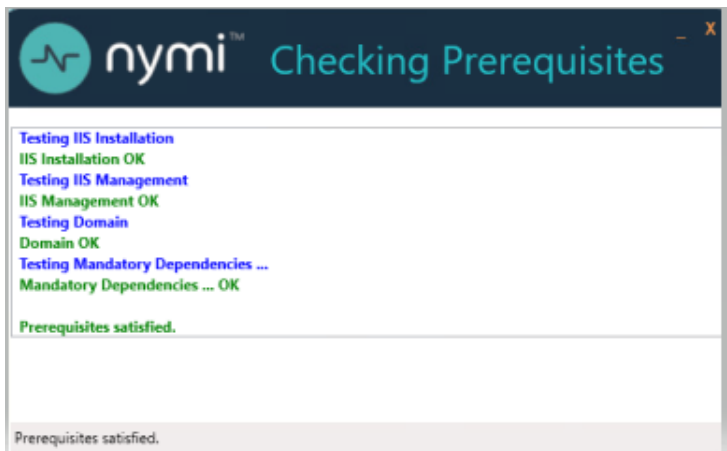 nymi™ Checking Prerequisites _ X
Testing IIS Installation
IIS Installation OK
Testing IIS Management
IIS Management OK
Testing Domain
Domain OK
Testing Mandatory Dependencies ...
Mandatory Dependencies ... OK
Prerequisites satisfied.
Prerequisites satisfied.